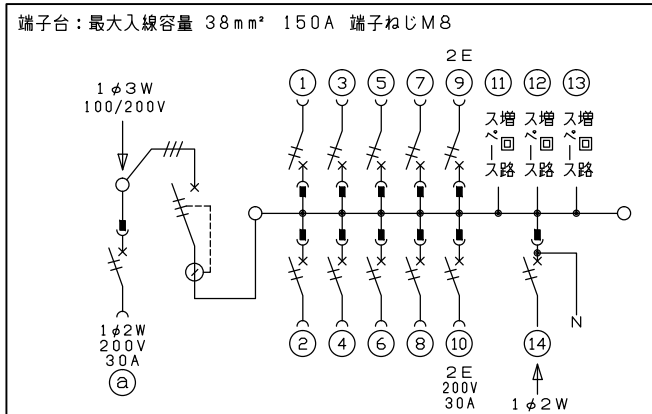 端子台：最大入線容量 38mm² 150A 端子ねじM8
1φ3W
100/200V
2E
1
3
5
7
9
11
12
13
増回路
スペース
増回路
スペース
増回路
スペース
2
4
6
8
10
14
N
1φ2W
200V
30A
a
2E
200V
30A
1φ2W